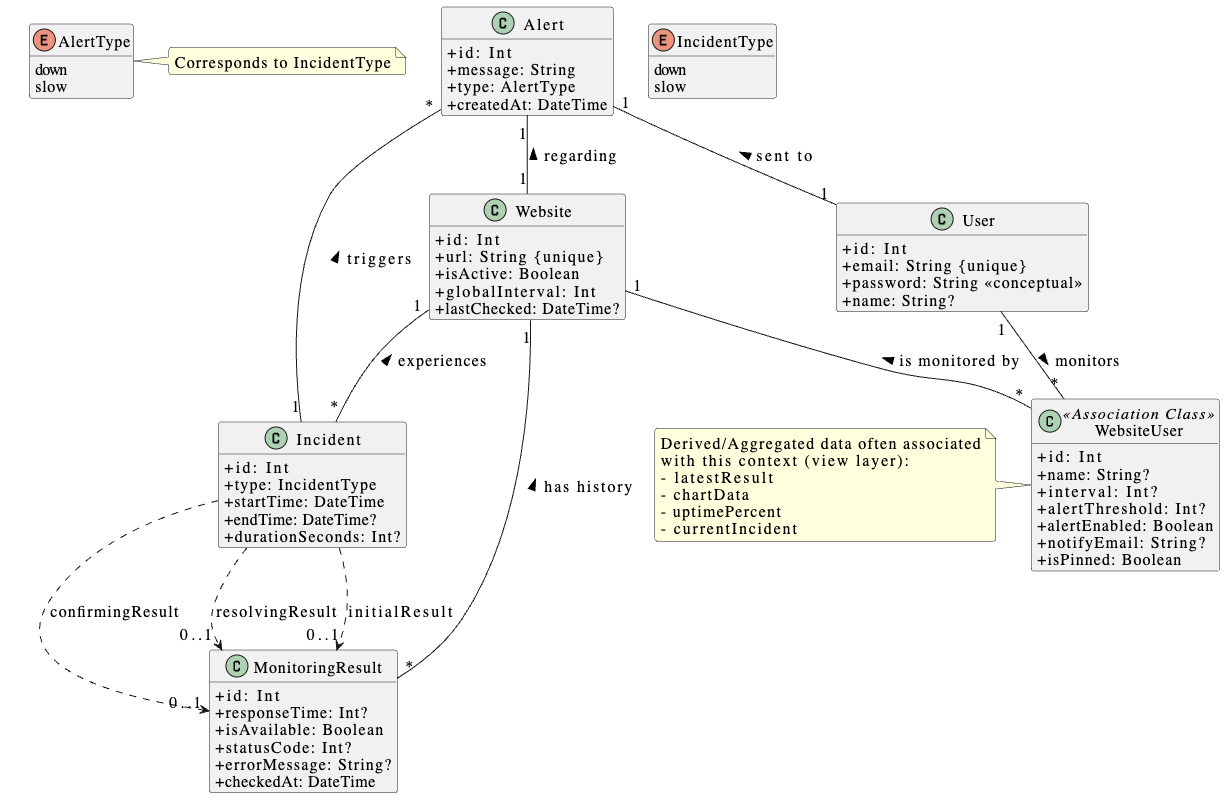 E AlertType
down
slow
Corresponds to IncidentType
C Alert
+id: Int
+message: String
+type: AlertType
+createdAt: DateTime
E IncidentType
down
slow
*
1
1
regarding
sent to
1
1
C Website
+id: Int
+url: String {unique}
+isActive: Boolean
+globalInterval: Int
+lastChecked: DateTime?
C User
+id: Int
+email: String {unique}
+password: String «conceptual»
+name: String?
triggers
1
1
1
1
experiences
is monitored by
monitors
1
*
*
*
C Incident
+id: Int
+type: IncidentType
+startTime: DateTime
+endTime: DateTime?
+durationSeconds: Int?
has history
Derived/Aggregated data often associated
with this context (view layer):
- latestResult
- chartData
- uptimePercent
- currentIncident
C «Association Class»
WebsiteUser
+id: Int
+name: String?
+interval: Int?
+alertThreshold: Int?
+alertEnabled: Boolean
+notifyEmail: String?
+isPinned: Boolean
confirmingResult
resolvingResult
initialResult
0..1
0..1
0..1
*
C MonitoringResult
+id: Int
+responseTime: Int?
+isAvailable: Boolean
+statusCode: Int?
+errorMessage: String?
+checkedAt: DateTime